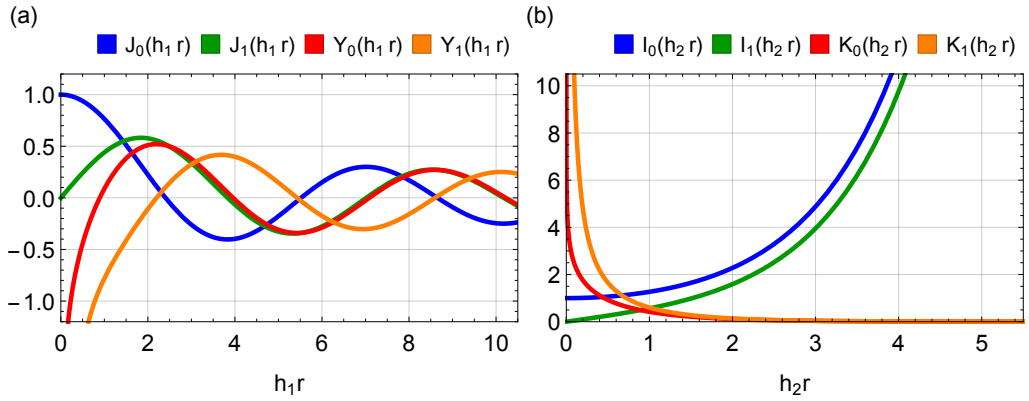 (a)
J₀(h₁ r) J₁(h₁ r) Y₀(h₁ r) Y₁(h₁ r)
1.0
0.5
0.0
−0.5
−1.0
0 2 4 6 8 10
h₁r
(b)
I₀(h₂ r) I₁(h₂ r) K₀(h₂ r) K₁(h₂ r)
10
8
6
4
2
0
0 1 2 3 4 5
h₂r